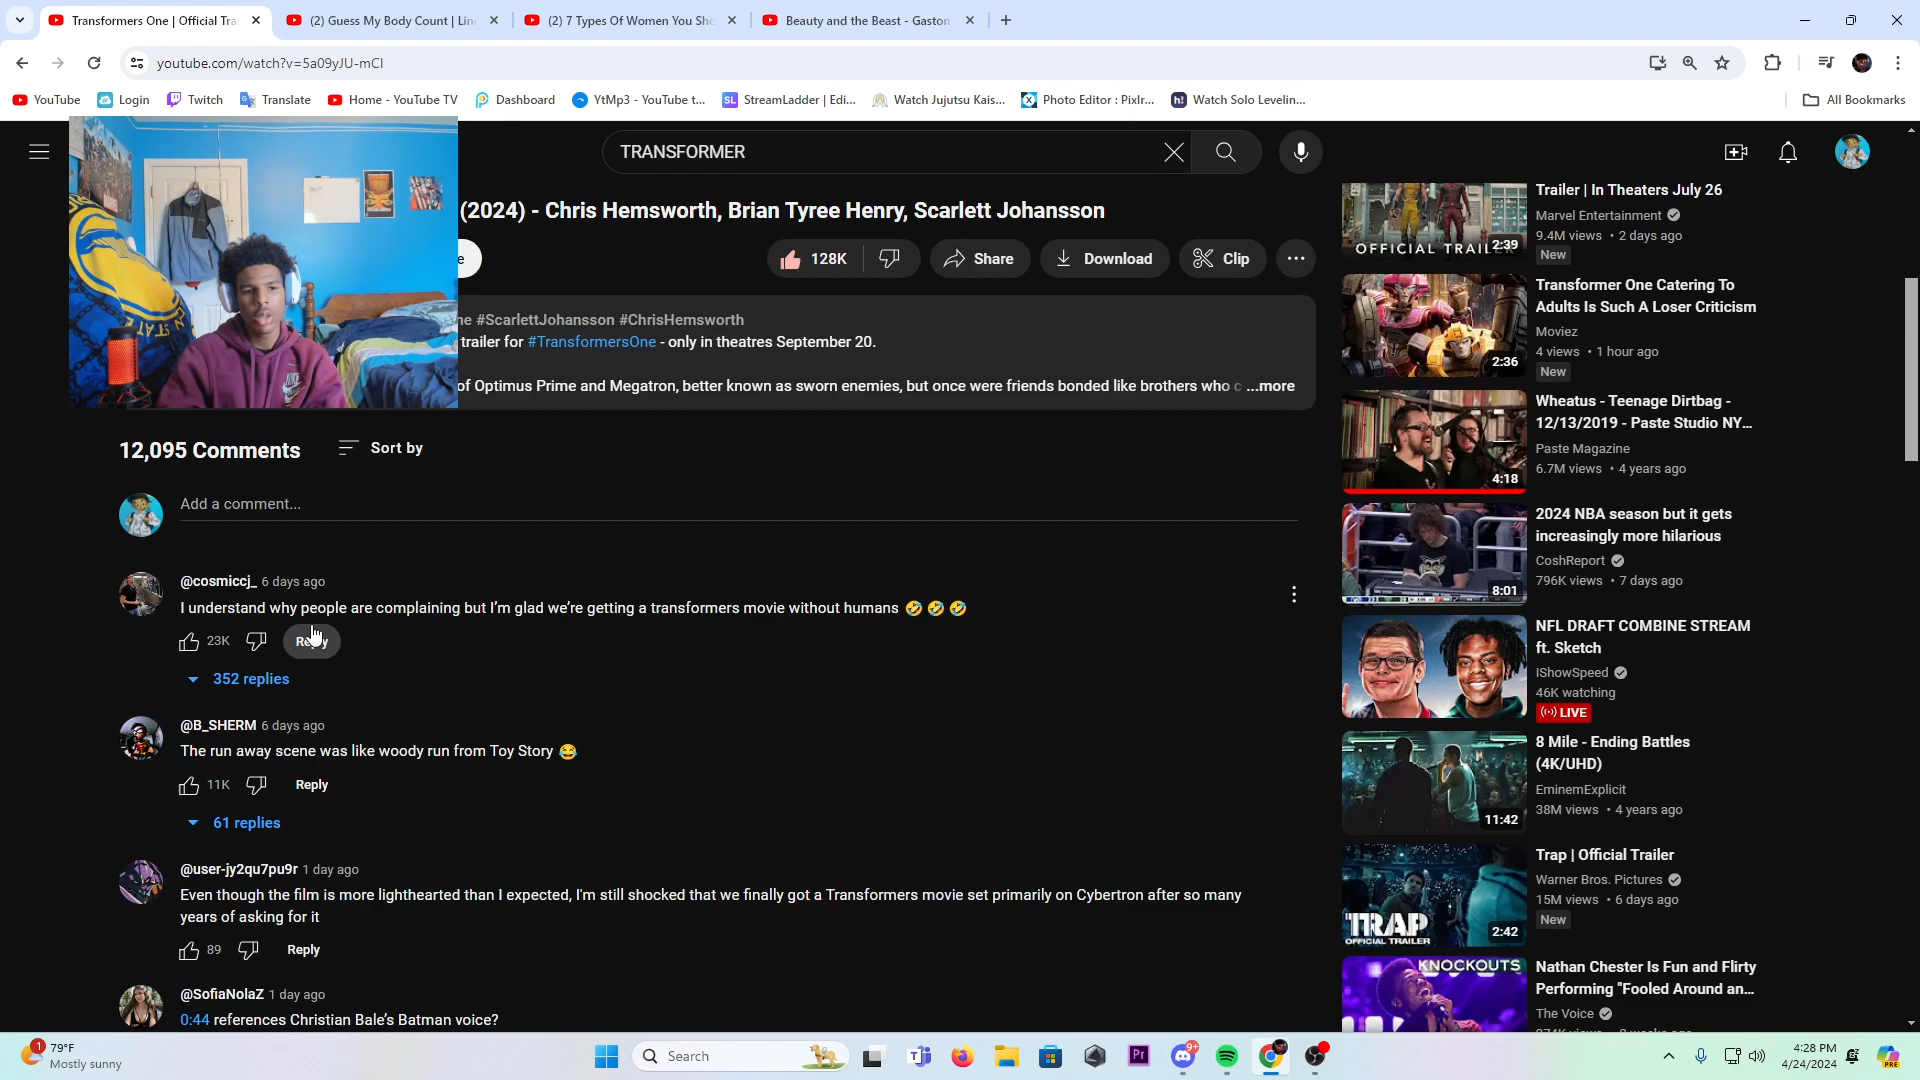 Transformers One | Official Tra
(2) Guess My Body Count | Lin
(2) 7 Types Of Women You Sho
Beauty and the Beast - Gaston
youtube.com/watch?v=5a09yJU-mCI
YouTube
Login
Twitch
Translate
Home - YouTube TV
Dashboard
YtMp3 - YouTube t...
StreamLadder | Edi...
Watch Jujutsu Kais...
Photo Editor : Pixlr...
Watch Solo Levelin...
All Bookmarks
TRANSFORMER
(2024) - Chris Hemsworth, Brian Tyree Henry, Scarlett Johansson
128K
Share
Download
Clip
#ScarlettJohansson #ChrisHemsworth
trailer for #TransformersOne - only in theatres September 20.
of Optimus Prime and Megatron, better known as sworn enemies, but once were friends bonded like brothers who c ...more
12,095 Comments
Sort by
Add a comment...
@cosmiccj_ 6 days ago
I understand why people are complaining but I'm glad we're getting a transformers movie without humans 🤣 🤣 🤣
23K
Reply
352 replies
@B_SHERM 6 days ago
The run away scene was like woody run from Toy Story 😂
11K
Reply
61 replies
@user-jy2qu7pu9r 1 day ago
Even though the film is more lighthearted than I expected, I'm still shocked that we finally got a Transformers movie set primarily on Cybertron after so many
years of asking for it
89
Reply
@SofiaNolaZ 1 day ago
0:44 references Christian Bale's Batman voice?
OFFICIAL TRAILER
2:39
Trailer | In Theaters July 26
Marvel Entertainment
9.4M views • 2 days ago
New
2:36
Transformer One Catering To
Adults Is Such A Loser Criticism
Moviez
4 views • 1 hour ago
New
4:18
Wheatus - Teenage Dirtbag -
12/13/2019 - Paste Studio NY...
Paste Magazine
6.7M views • 4 years ago
8:01
2024 NBA season but it gets
increasingly more hilarious
CoshReport
796K views • 7 days ago
NFL DRAFT COMBINE STREAM
ft. Sketch
IShowSpeed
46K watching
LIVE
11:42
8 Mile - Ending Battles
(4K/UHD)
EminemExplicit
38M views • 4 years ago
TRAP
OFFICIAL TRAILER
2:42
Trap | Official Trailer
Warner Bros. Pictures
15M views • 6 days ago
New
KNOCKOUTS
Nathan Chester Is Fun and Flirty
Performing "Fooled Around an...
The Voice
1
79°F
Mostly sunny
Search
Pr
9+
4:28 PM
4/24/2024
PRE